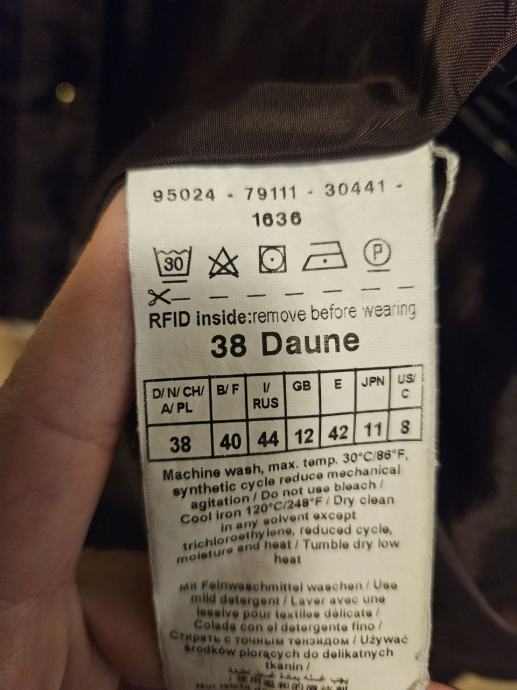 95024 - 79111 - 30441 -
1636
30
P
RFID inside:remove before wearing
38 Daune
D/ N/ CH/ A/ PL B/ F I/ RUS GB E JPN US/ C
38 40 44 12 42 11 8
Machine wash, max. temp. 30°C/86°F,
synthetic cycle reduce mechanical
agitation / Do not use bleach /
Cool iron 120°C/248°F / Dry clean
in any solvent except
trichloroethylene, reduced cycle,
moisture and heat / Tumble dry low
heat
Mit Feinwaschmittel waschen / Use
mild detergent / Laver avec une
lessive pour textiles délicats /
Colada con el detergente fino /
Стирать с точным тензидом / Używać
środków piorących do delikatnych
tkanin /